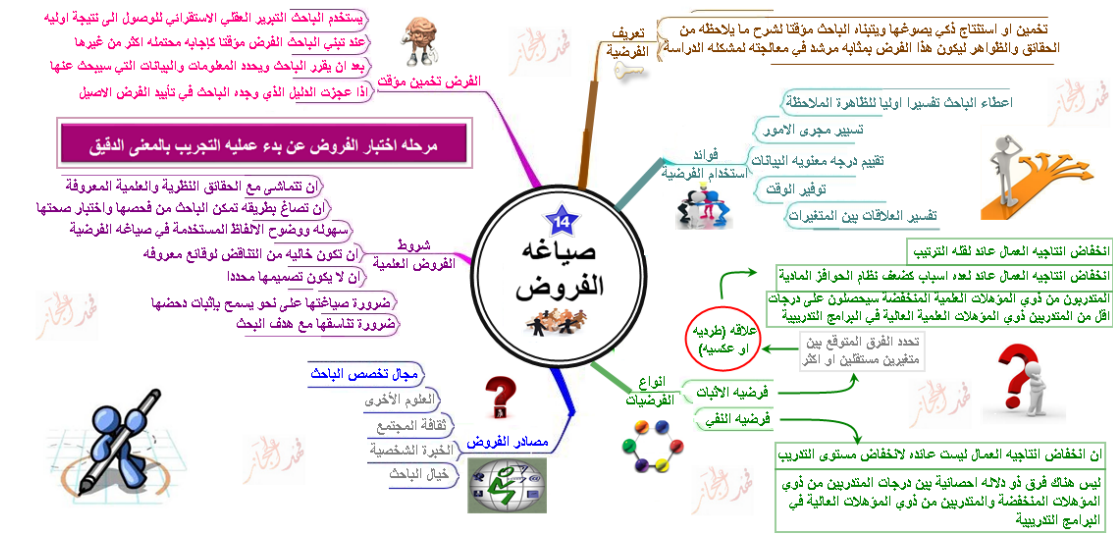 14
صياغه
الفروض
تعريف
الفرضية
تخمين او استنتاج ذكي يصوغها ويتبناه الباحث مؤقتا لشرح ما يلاحظه من
الحقائق والظواهر ليكون هذا الفرض بمثابه مرشد في معالجته لمشكله الدراسة
فوائد
استخدام الفرضية
اعطاء الباحث تفسيرا اوليا للظاهرة الملاحظة
تسيير مجرى الامور
تقييم درجه معنويه البيانات
توفير الوقت
تفسير العلاقات بين المتغيرات
انواع
الفرضيات
فرضيه الاثبات
تحدد الفرق المتوقع بين
متغيرين مستقلين او اكثر
علاقه (طرديه
او عكسيه)
انخفاض انتاجيه العمال عائد لقله الترتيب
انخفاض انتاجيه العمال عائد لعده اسباب كضعف نظام الحوافز المادية
المتدربون من ذوي المؤهلات العلمية المنخفضة سيحصلون على درجات
اقل من المتدربين ذوي المؤهلات العلمية العالية في البرامج التدريبية
فرضيه النفي
ان انخفاض انتاجيه العمال ليست عائده لانخفاض مستوى التدريب
ليس هناك فرق ذو دلاله احصائية بين درجات المتدربين من ذوي
المؤهلات المنخفضة والمتدربين من ذوي المؤهلات العالية في
البرامج التدريبية
الفرض تخمين مؤقت
يستخدم الباحث التبرير العقلي الاستقرائي للوصول الى نتيجة اوليه
عند تبني الباحث الفرض مؤقتا كإجابه محتمله اكثر من غيرها
بعد ان يقرر الباحث ويحدد المعلومات والبيانات التي سيبحث عنها
اذا عجزت الدليل الذي وجده الباحث في تأييد الفرض الاصيل
مرحله اختبار الفروض عن بدء عمليه التجريب بالمعنى الدقيق
شروط
الفروض العلمية
ان تتماشى مع الحقائق النظرية والعلمية المعروفة
ان تصاغ بطريقه تمكن الباحث من فحصها واختبار صحتها
سهوله ووضوح الالفاظ المستخدمة في صياغه الفرضية
ان تكون خاليه من التناقض لوقائع معروفه
ان لا يكون تصميمها محددا
ضرورة صياغتها على نحو يسمح بإثبات دحضها
ضرورة تناسقها مع هدف البحث
مصادر الفروض
مجال تخصص الباحث
العلوم الأخرى
ثقافة المجتمع
الخبرة الشخصية
خيال الباحث